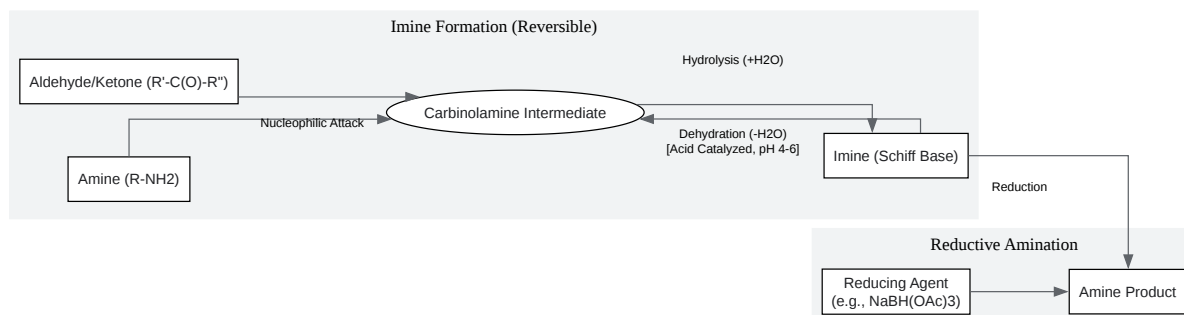 Imine Formation (Reversible)
Hydrolysis (+H2O)
Aldehyde/Ketone (R'-C(O)-R")
Carbinolamine Intermediate
Nucleophilic Attack
Dehydration (-H2O)
[Acid Catalyzed, pH 4-6]
Imine (Schiff Base)
Amine (R-NH2)
Reduction
Reductive Amination
Reducing Agent
(e.g., NaBH(OAc)3)
Amine Product